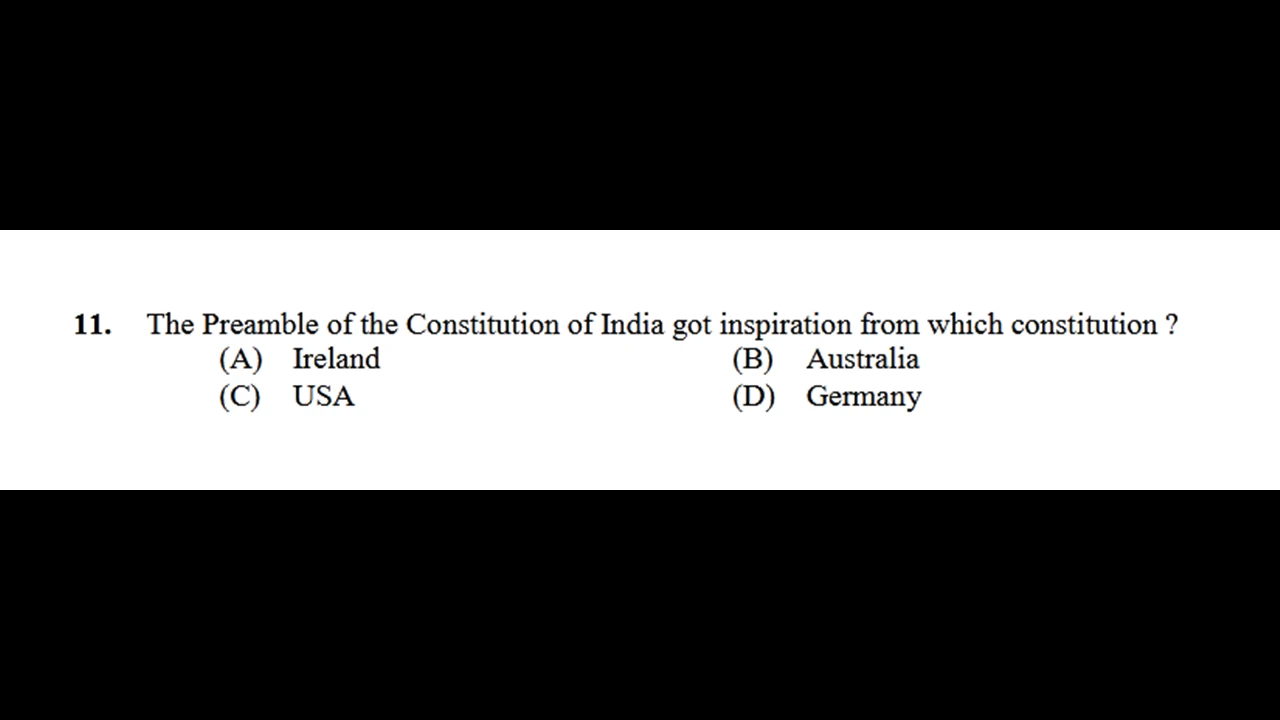 11. The Preamble of the Constitution of India got inspiration from which constitution ?
(A) Ireland (B) Australia
(C) USA (D) Germany